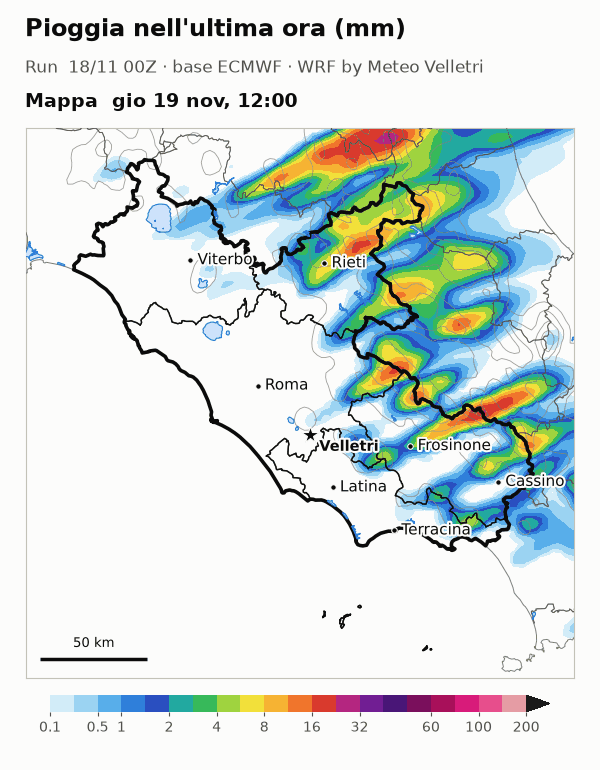 Pioggia nell'ultima ora (mm)
Run  18/11 00Z · base ECMWF · WRF by Meteo Velletri
Mappa  gio 19 nov, 12:00
Viterbo
Rieti
Roma
Velletri
Frosinone
Latina
Cassino
Terracina
50 km
0.1 0.5 1 2 4 8 16 32 60 100 200